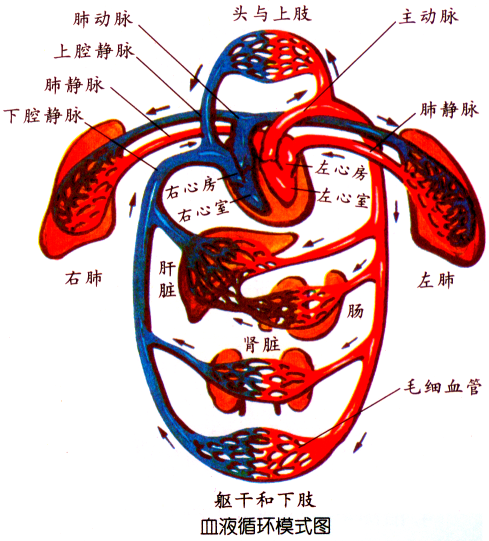 肺动脉
头与上肢
主动脉
上腔静脉
肺静脉
下腔静脉
肺静脉
右心房
左心房
右心室
左心室
右肺
肝脏
肠
左肺
肾脏
毛细血管
躯干和下肢
血液循环模式图